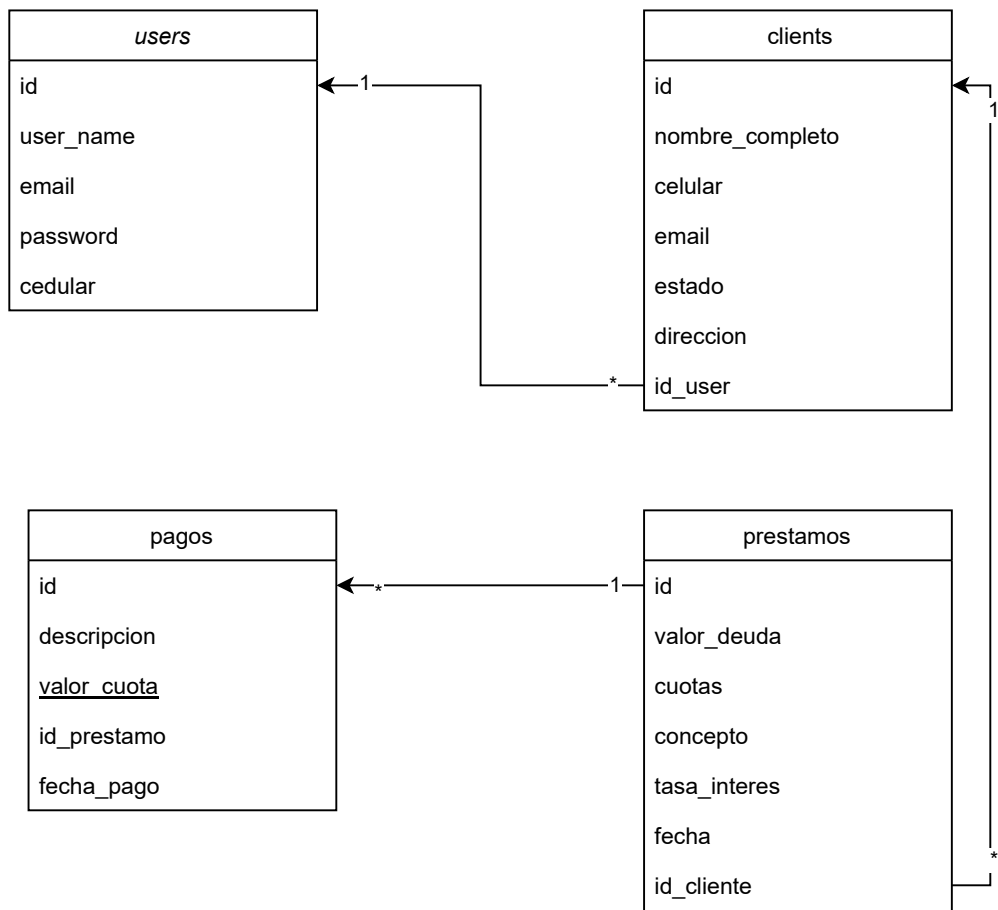 users
id
user_name
email
password
cedular
1
*
clients
id
nombre_completo
celular
email
estado
direccion
id_user
1
*
pagos
id
descripcion
valor_cuota
id_prestamo
fecha_pago
*
1
prestamos
id
valor_deuda
cuotas
concepto
tasa_interes
fecha
id_cliente